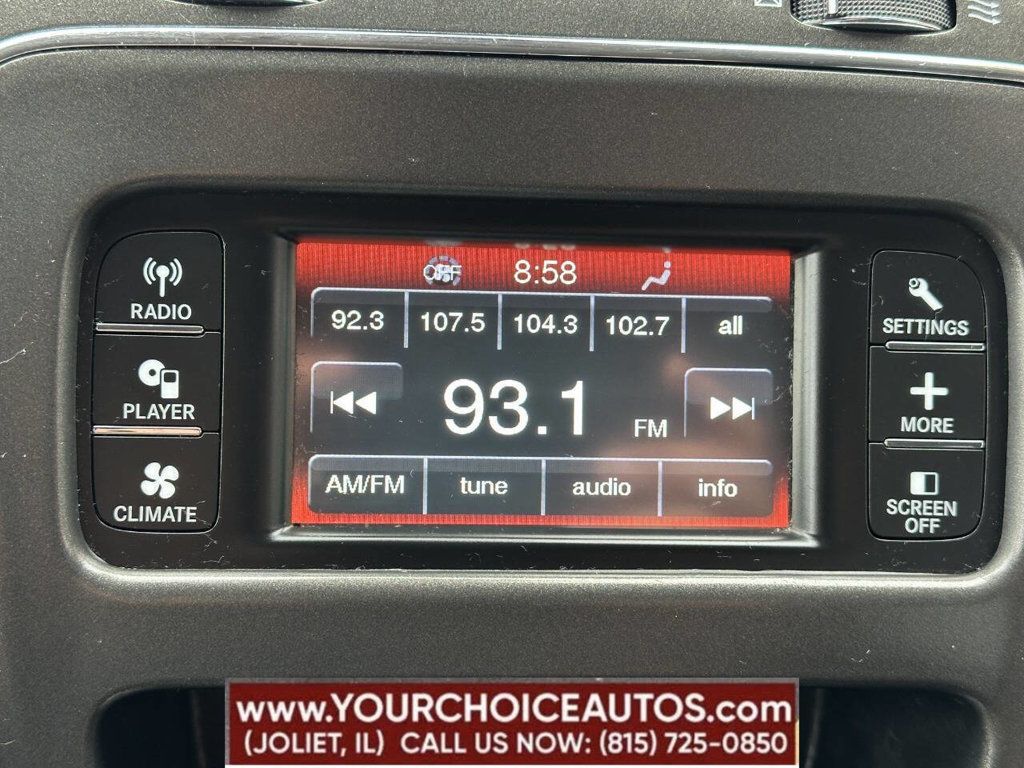 RADIO
PLAYER
CLIMATE
8:58
92.3 107.5 104.3 102.7 all
93.1 FM
AM/FM tune audio info
SETTINGS
MORE
SCREEN
OFF
www.YOURCHOICEAUTOS.com
(JOLIET, IL) CALL US NOW: (815) 725-0850